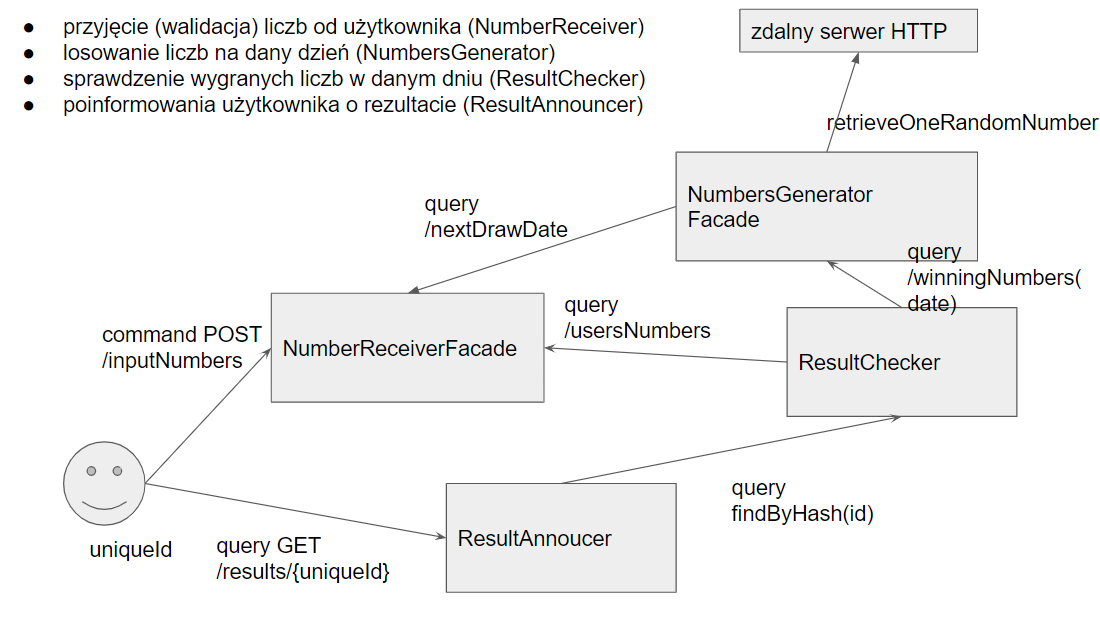 ● przyjęcie (walidacja) liczb od użytkownika (NumberReceiver)
● losowanie liczb na dany dzień (NumbersGenerator)
● sprawdzenie wygranych liczb w danym dniu (ResultChecker)
● poinformowania użytkownika o rezultacie (ResultAnnouncer)
zdalny serwer HTTP
retrieveOneRandomNumber
NumbersGenerator
Facade
query
/nextDrawDate
query
/winningNumbers(
date)
query
/usersNumbers
command POST
/inputNumbers
NumberReceiverFacade
ResultChecker
query
findByHash(id)
ResultAnnoucer
uniqueId
query GET
/results/{uniqueId}